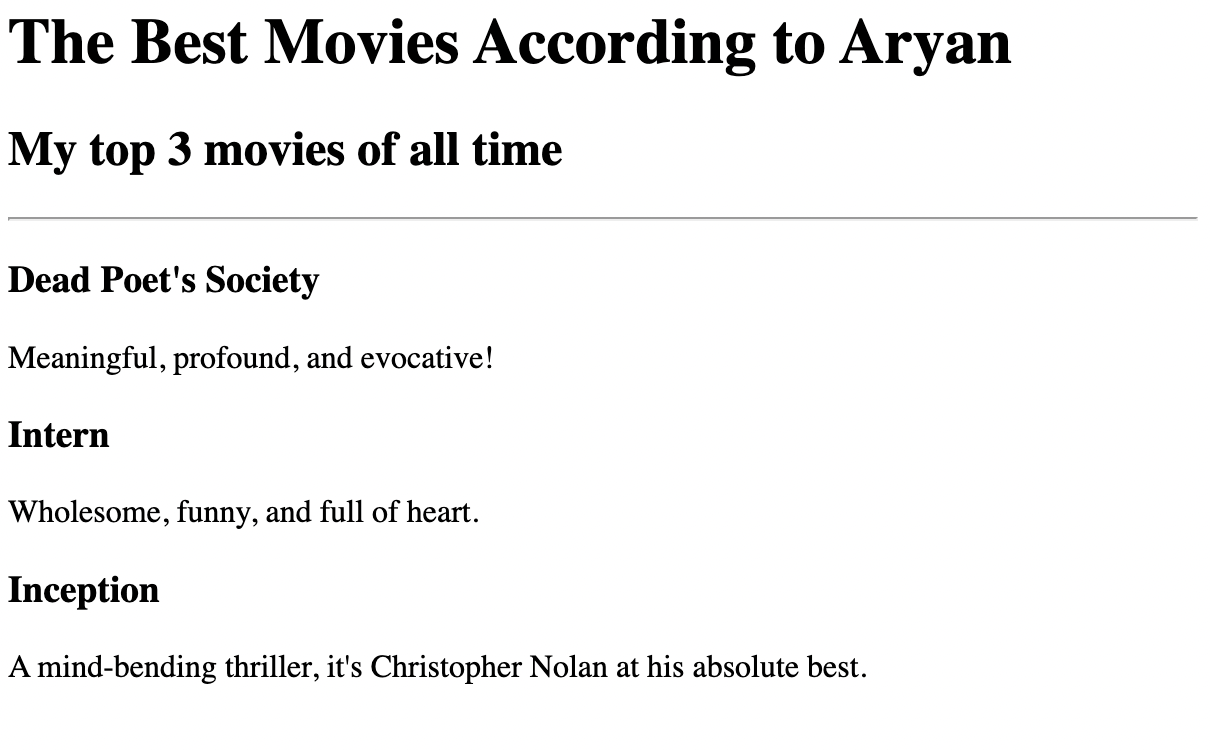 The Best Movies According to Aryan
My top 3 movies of all time
Dead Poet's Society
Meaningful, profound, and evocative!
Intern
Wholesome, funny, and full of heart.
Inception
A mind-bending thriller, it's Christopher Nolan at his absolute best.